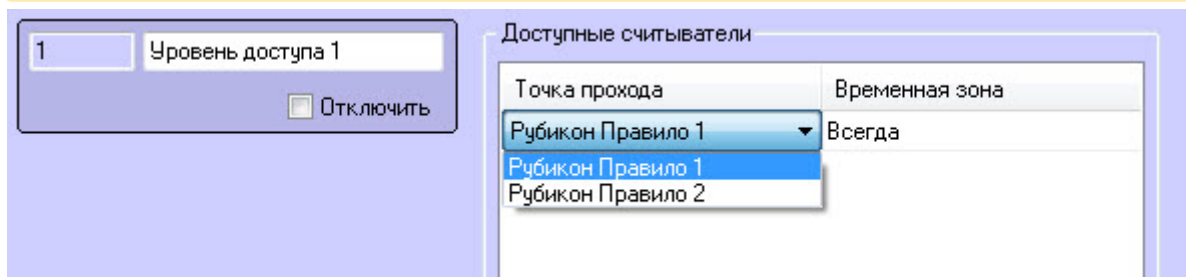 1
Уровень доступа 1
Отключить
Доступные считыватели
Точка прохода
Временная зона
Рубикон Правило 1
Всегда
Рубикон Правило 1
Рубикон Правило 2